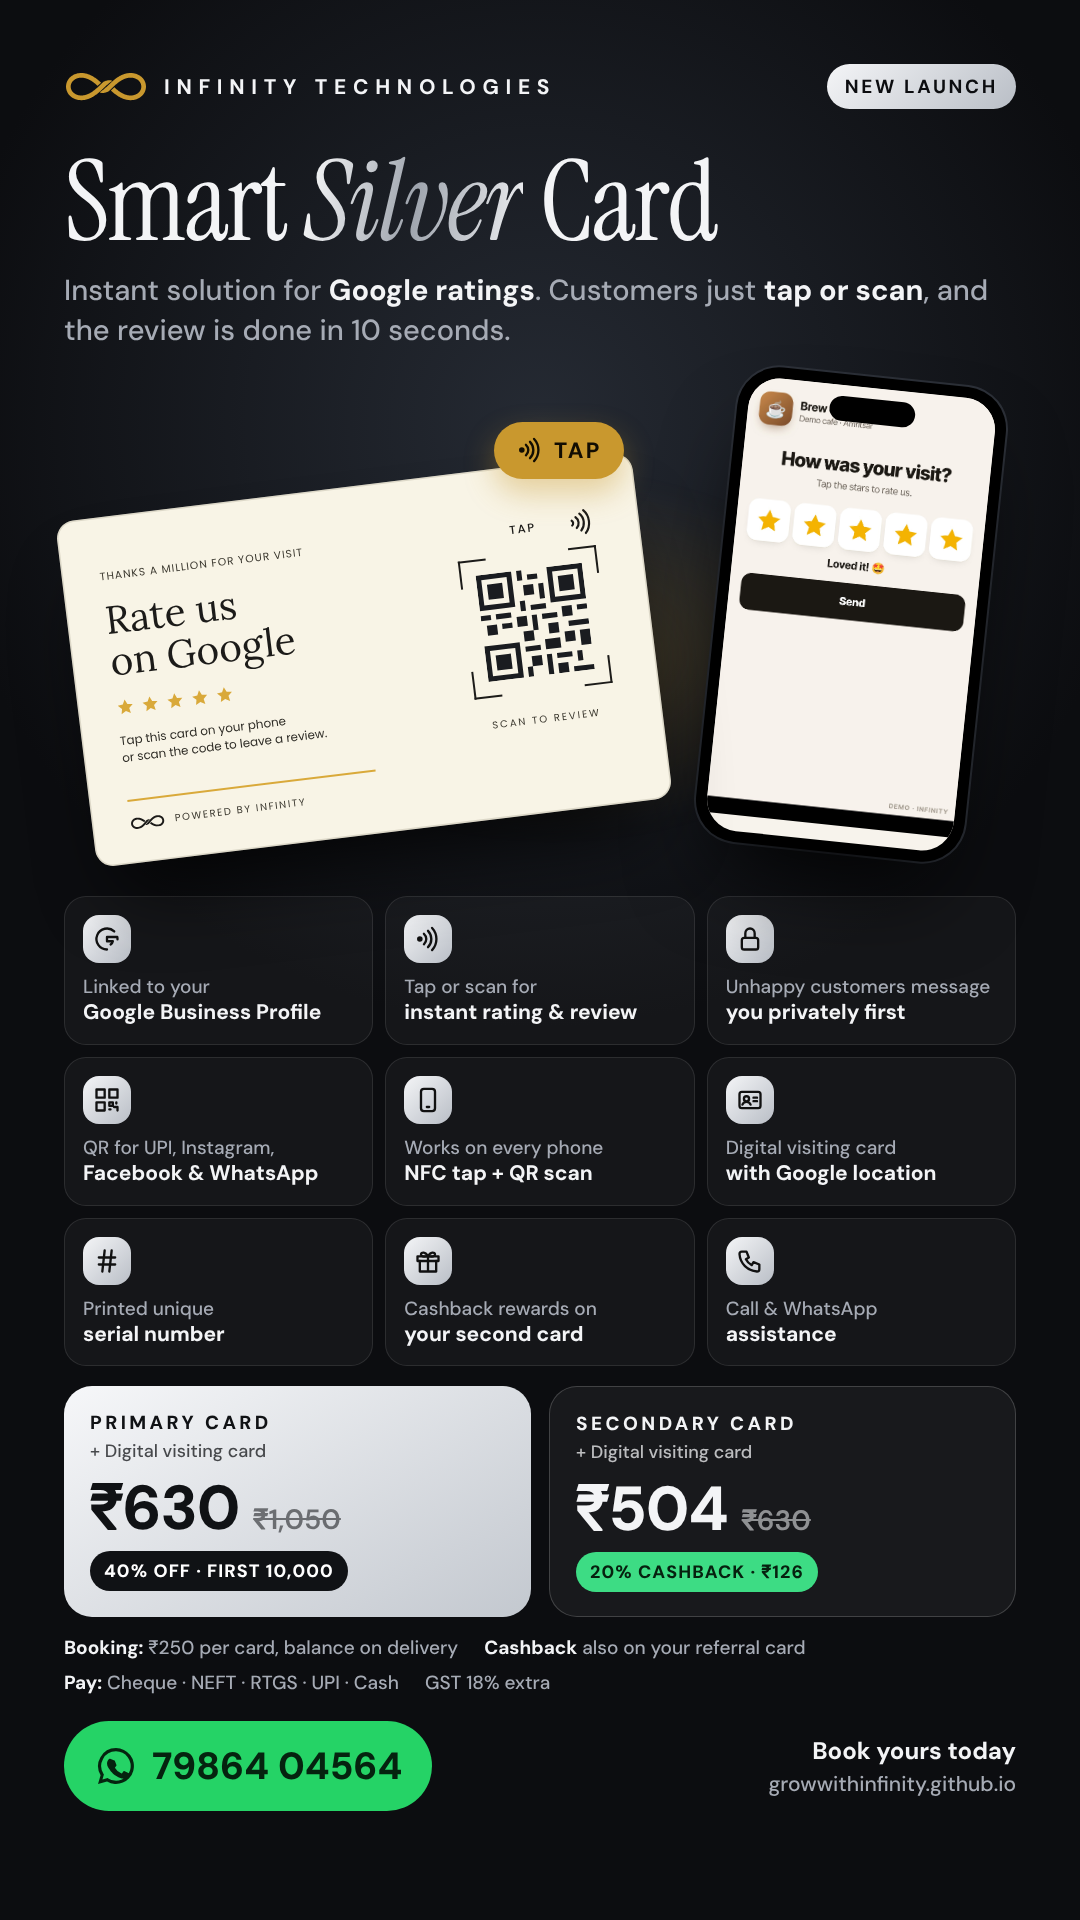 INFINITY TECHNOLOGIES
NEW LAUNCH
Smart Silver Card
Instant solution for Google ratings. Customers just tap or scan, and
the review is done in 10 seconds.
TAP
THANKS A MILLION FOR YOUR VISIT
Rate us
on Google
Tap this card on your phone
or scan the code to leave a review.
POWERED BY INFINITY
TAP
SCAN TO REVIEW
Brew
Demo cafe · Amritsar
How was your visit?
Tap the stars to rate us.
Loved it! 🤩
Send
DEMO · INFINITY
Linked to your
Google Business Profile
Tap or scan for
instant rating & review
Unhappy customers message
you privately first
QR for UPI, Instagram,
Facebook & WhatsApp
Works on every phone
NFC tap + QR scan
Digital visiting card
with Google location
Printed unique
serial number
Cashback rewards on
your second card
Call & WhatsApp
assistance
PRIMARY CARD
+ Digital visiting card
₹630 ₹1,050
40% OFF · FIRST 10,000
SECONDARY CARD
+ Digital visiting card
₹504 ₹630
20% CASHBACK · ₹126
Booking: ₹250 per card, balance on delivery Cashback also on your referral card
Pay: Cheque · NEFT · RTGS · UPI · Cash GST 18% extra
79864 04564
Book yours today
growwithinfinity.github.io